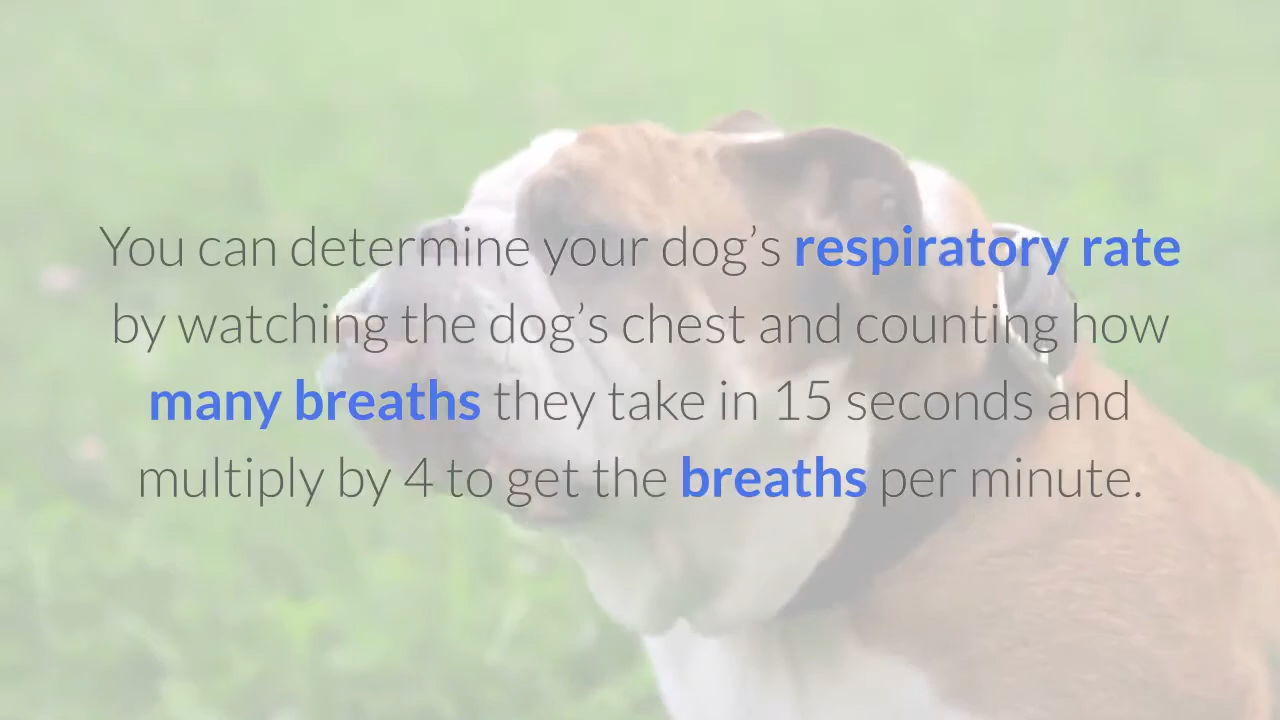 You can determine your dog’s respiratory rate
by watching the dog’s chest and counting how
many breaths they take in 15 seconds and
multiply by 4 to get the breaths per minute.